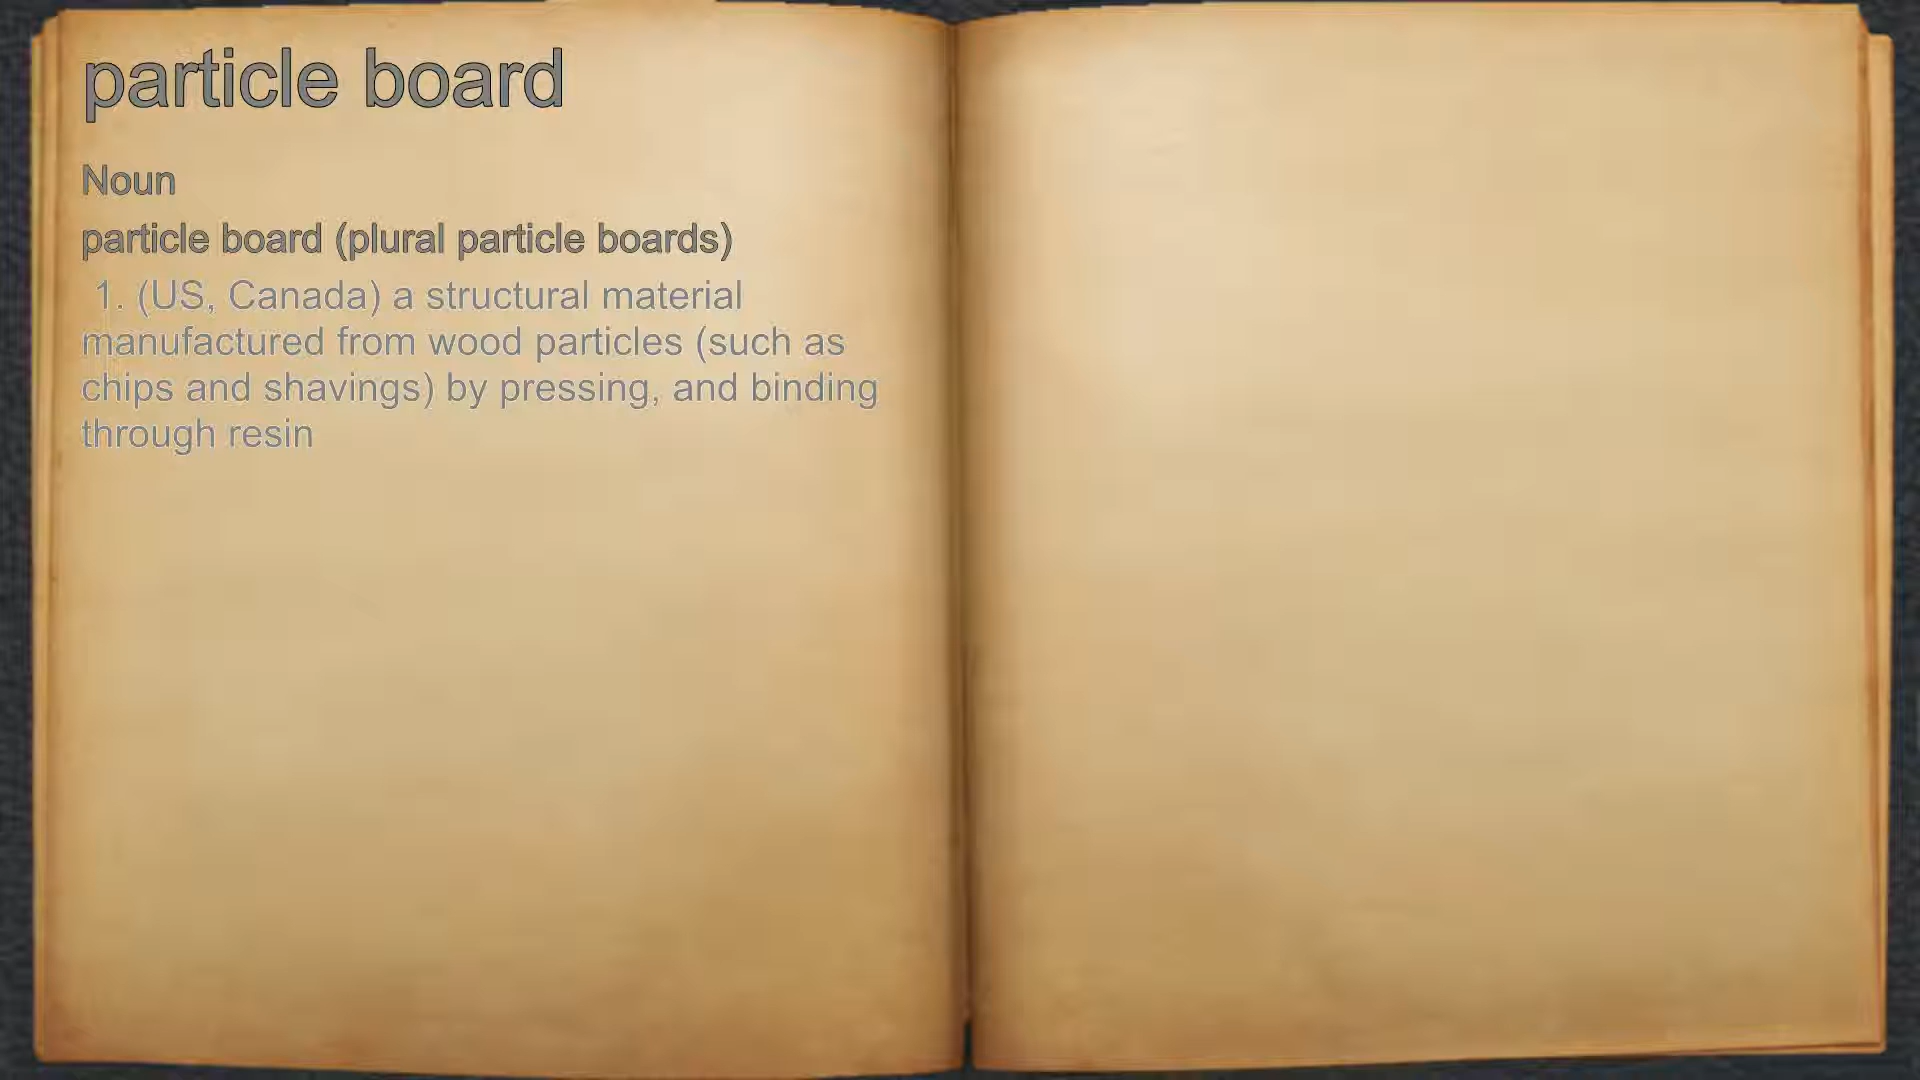 particle board
Noun
particle board (plural particle boards)
1. (US, Canada) a structural material
manufactured from wood particles (such as
chips and shavings) by pressing, and binding
through resin